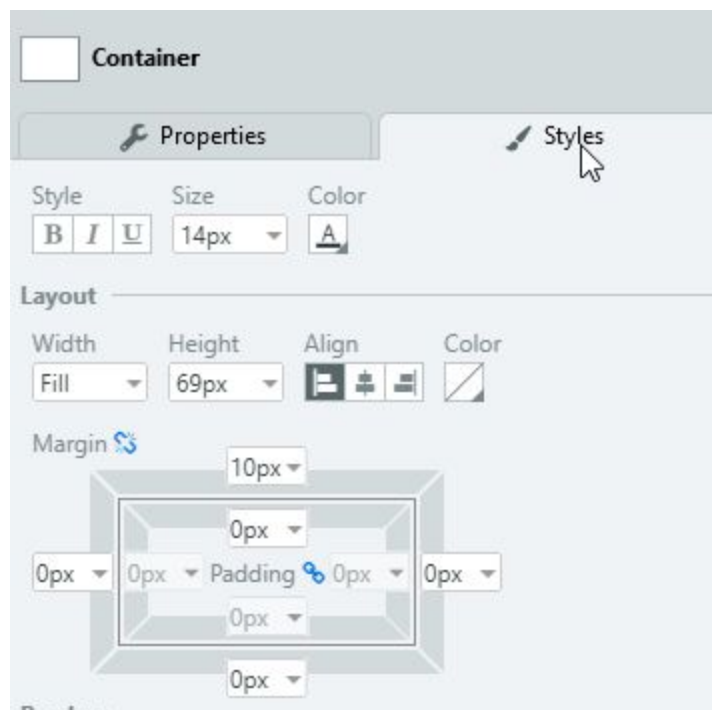 Container
Properties Styles
Style Size Color
B I U 14px A
Layout
Width Height Align Color
Fill 69px
Margin
10px
0px
0px 0px Padding 0px 0px
0px
0px